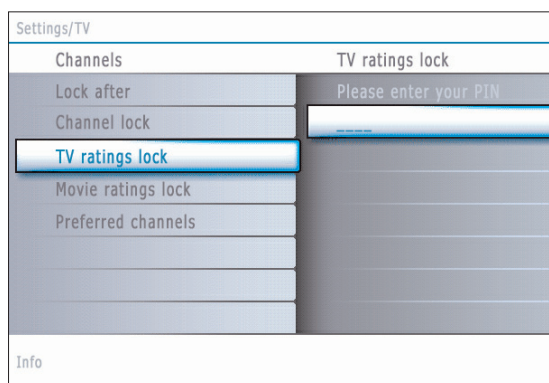 Settings/TV
Channels
TV ratings lock
Lock after
Please enter your PIN
Channel lock
_ _ _ _
TV ratings lock
Movie ratings lock
Preferred channels
Info